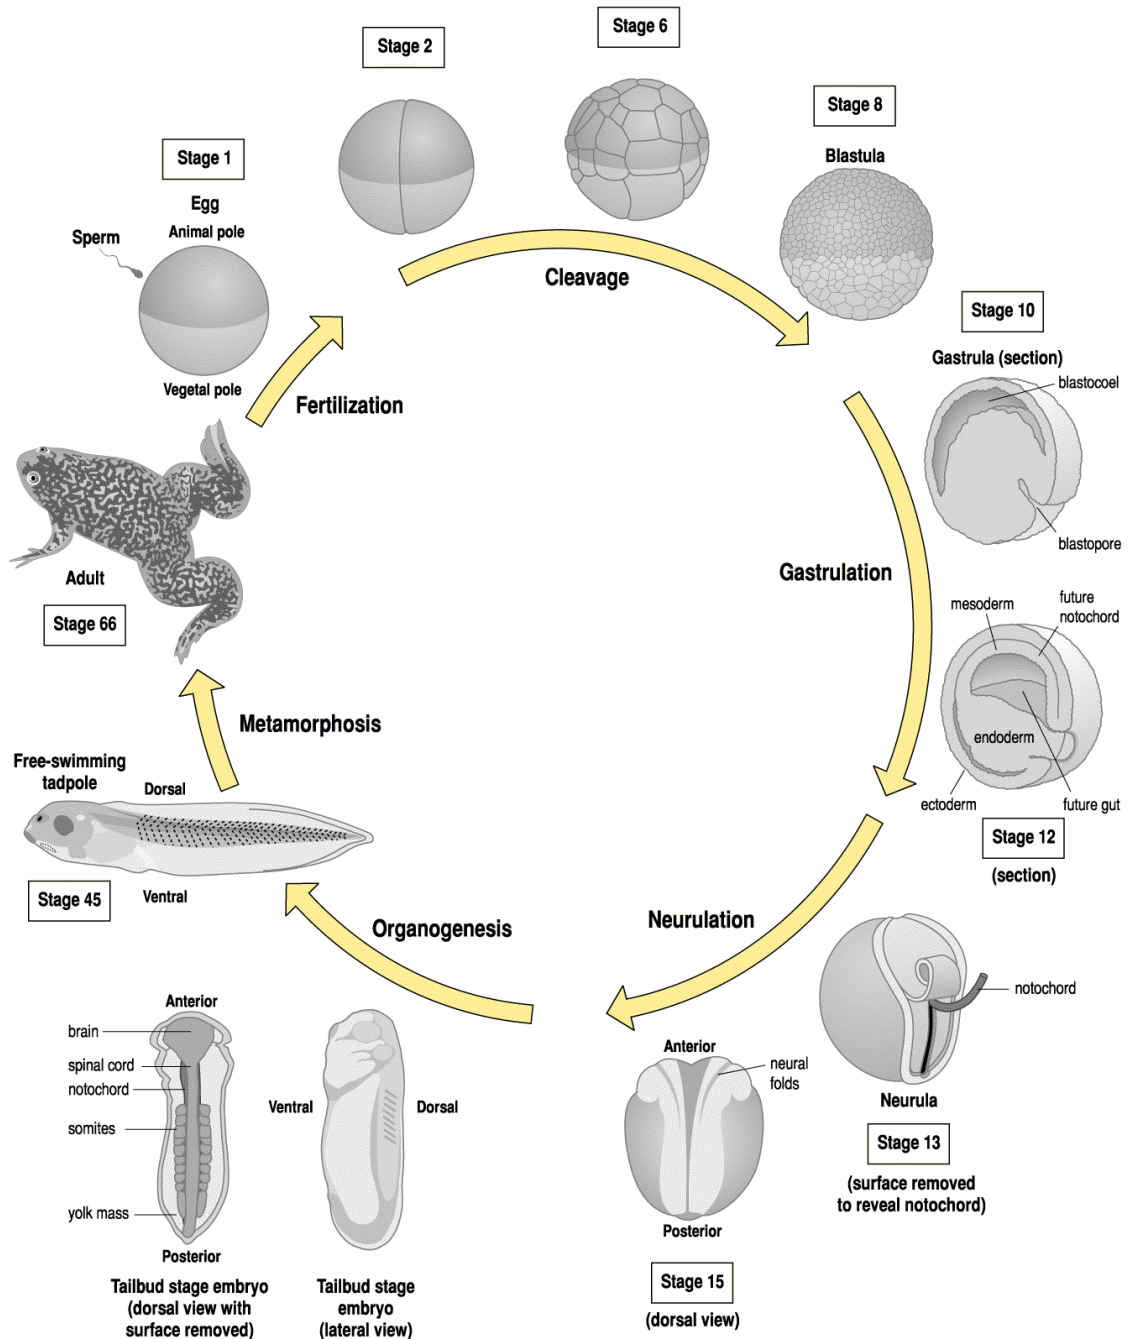 Stage 1
Egg
Animal pole
Sperm
Vegetal pole
Fertilization
Stage 2
Stage 6
Cleavage
Stage 8
Blastula
Stage 10
Gastrula (section)
blastocoel
blastopore
Gastrulation
mesoderm
future
notochord
endoderm
ectoderm
future gut
Stage 12
(section)
Neurulation
notochord
Neurula
Stage 13
(surface removed
to reveal notochord)
Anterior
neural
folds
Posterior
Stage 15
(dorsal view)
Organogenesis
Ventral
Dorsal
Tailbud stage
embryo
(lateral view)
Anterior
brain
spinal cord
notochord
somites
yolk mass
Posterior
Tailbud stage embryo
(dorsal view with
surface removed)
Free-swimming
tadpole
Dorsal
Ventral
Stage 45
Metamorphosis
Adult
Stage 66